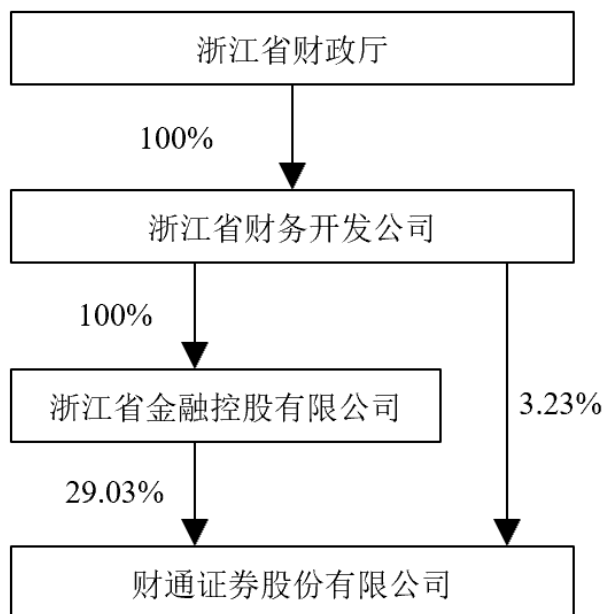 浙江省财政厅
100%
浙江省财务开发公司
100%
浙江省金融控股有限公司
3.23%
29.03%
财通证券股份有限公司